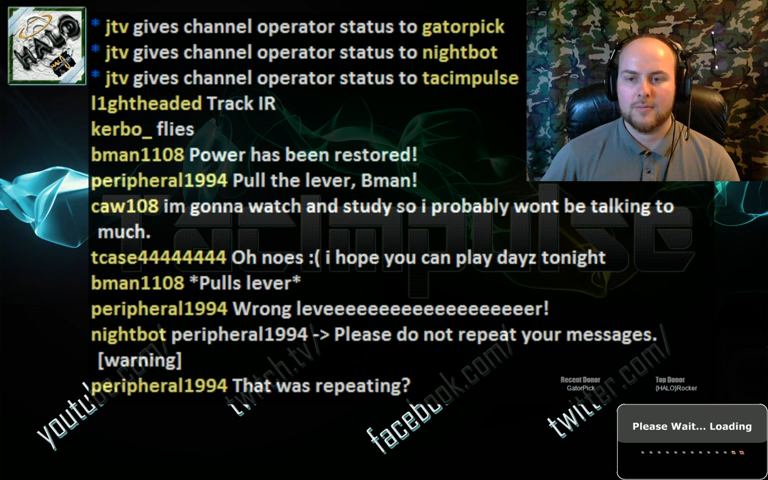 HALO
* jtv gives channel operator status to gatorpick
* jtv gives channel operator status to nightbot
* jtv gives channel operator status to tacimpulse
l1ghtheaded Track IR
kerbo_ flies
bman1108 Power has been restored!
peripheral1994 Pull the lever, Bman!
caw108 im gonna watch and study so i probably wont be talking to
much.
tcase44444444 Oh noes :( i hope you can play dayz tonight
bman1108 *Pulls lever*
peripheral1994 Wrong leveeeeeeeeeeeeeeeeeer!
nightbot peripheral1994 -> Please do not repeat your messages.
[warning]
peripheral1994 That was repeating?
TacImpulse
twitch.tv/
facebook.com/
twitter.com/
Recent Donor
GatorPick
Top Donor
(HALO)Rocker
Please Wait... Loading